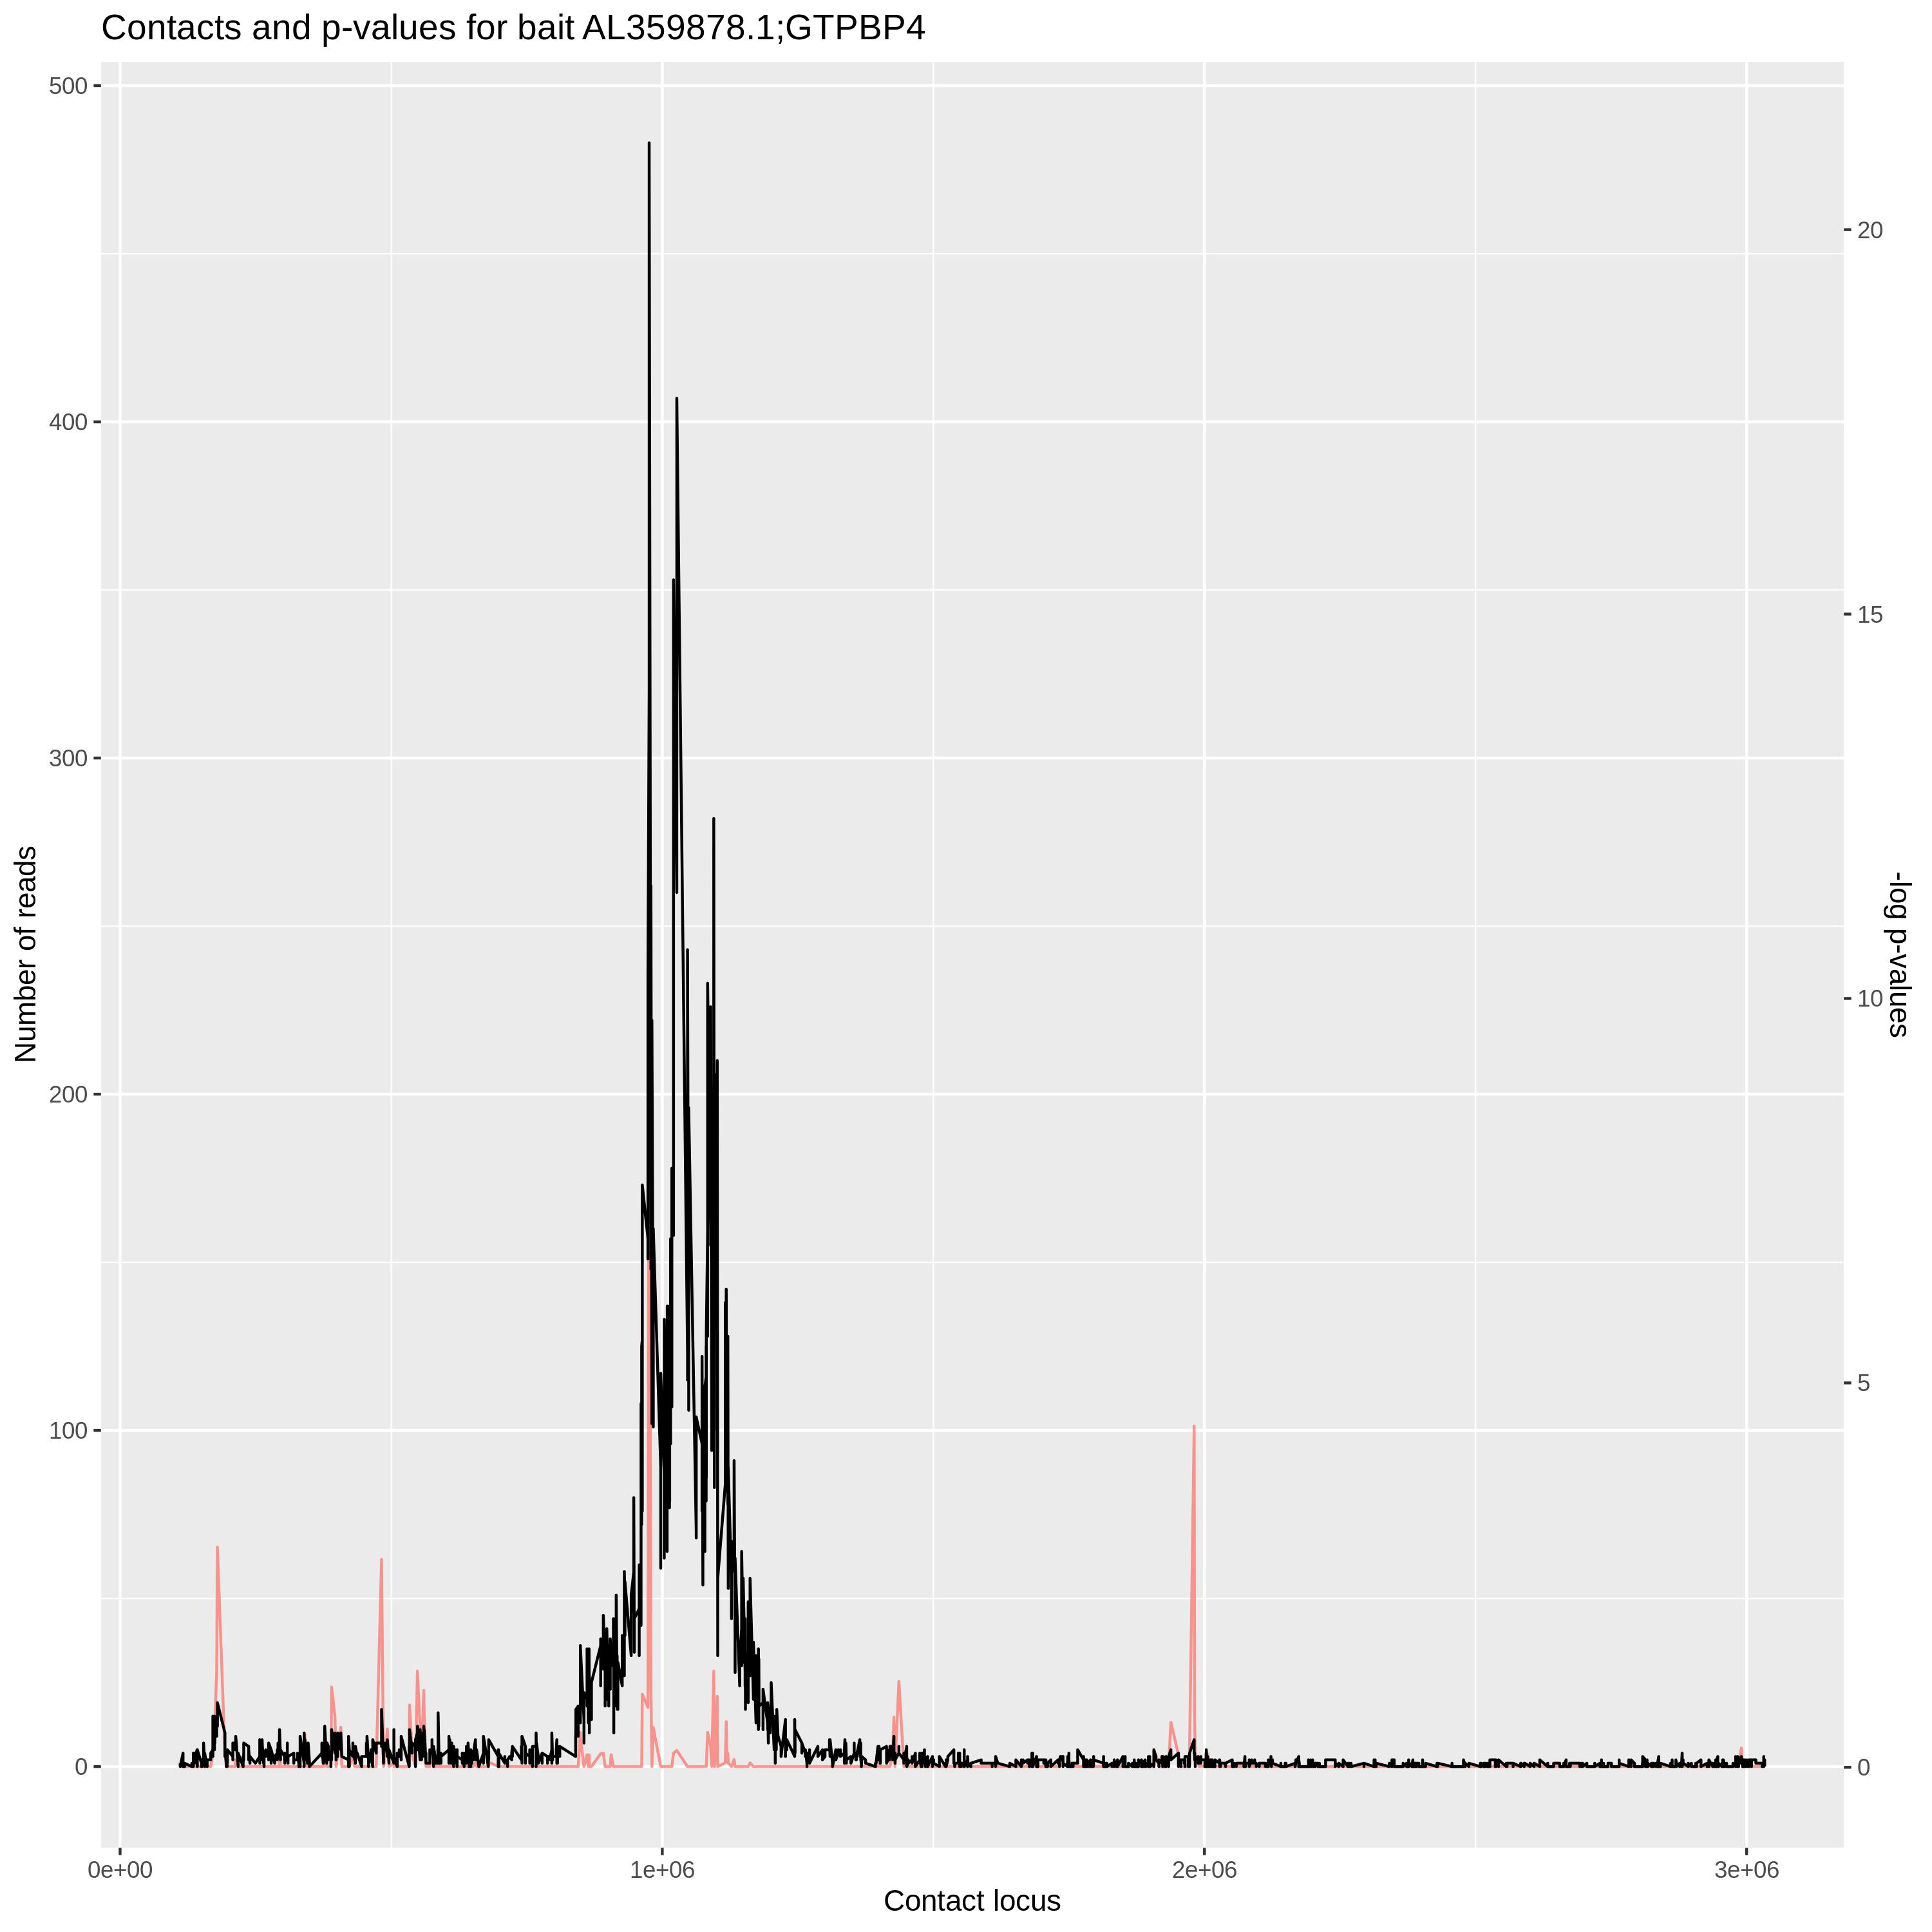 Contacts and p-values for bait AL359878.1;GTPBP4
500
400
300
200
100
0
Number of reads
20
15
10
5
0
-log p-values
0e+00
1e+06
2e+06
3e+06
Contact locus